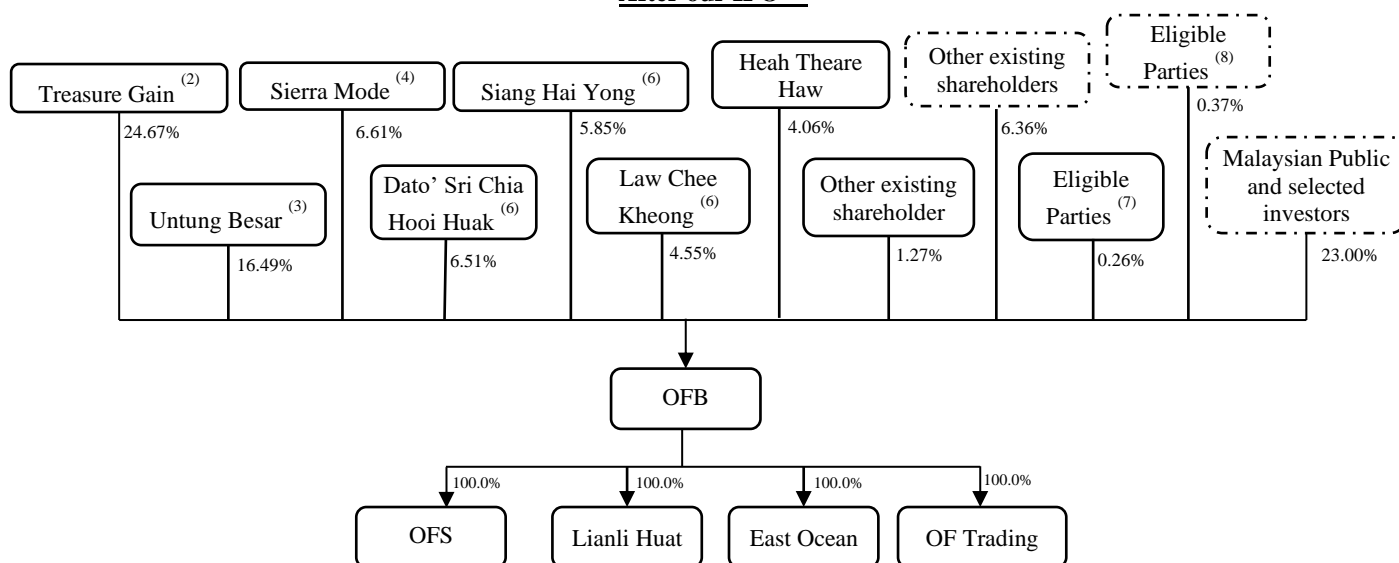 Treasure Gain (2)
24.67%
Untung Besar (3)
16.49%
Sierra Mode (4)
6.61%
Dato’ Sri Chia
Hooi Huak (6)
6.51%
Siang Hai Yong (6)
5.85%
Law Chee
Kheong (6)
4.55%
Heah Theare
Haw
4.06%
Other existing
shareholder
1.27%
Other existing
shareholders
6.36%
Eligible
Parties (7)
0.26%
Eligible
Parties (8)
0.37%
Malaysian Public
and selected
investors
23.00%
OFB
100.0%
OFS
100.0%
Lianli Huat
100.0%
East Ocean
100.0%
OF Trading